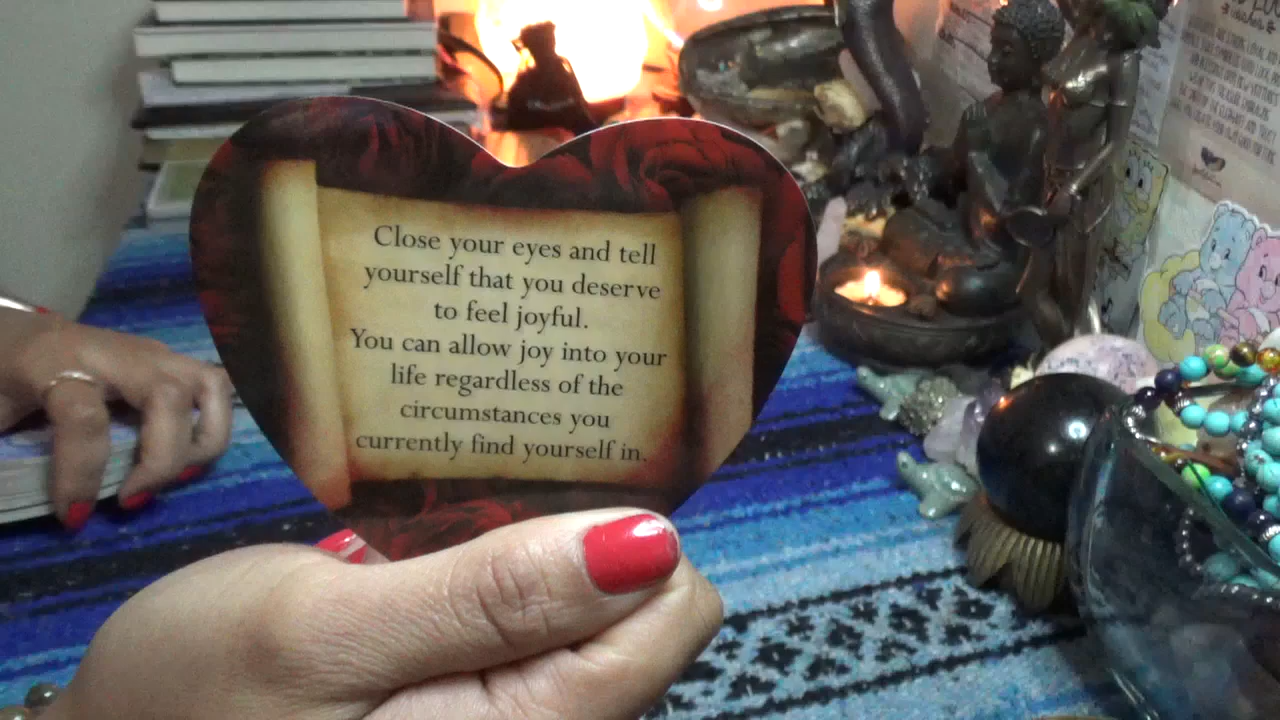 Close your eyes and tell
yourself that you deserve
to feel joyful.
You can allow joy into your
life regardless of the
circumstances you
currently find yourself in.